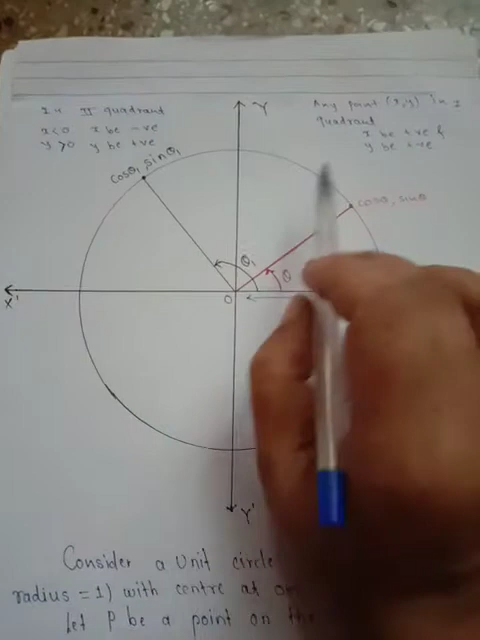 In II quadrant
x<0 x be -ve
y>0 y be +ve
Any point (x,y) in I
quadrant
x be +ve &
y be +ve
Y
cosθ₁, sinθ₁
cosθ, sinθ
θ₁
θ
X'
O
Y'
Consider a Unit circle
radius = 1) with centre at
Let P be a point on the